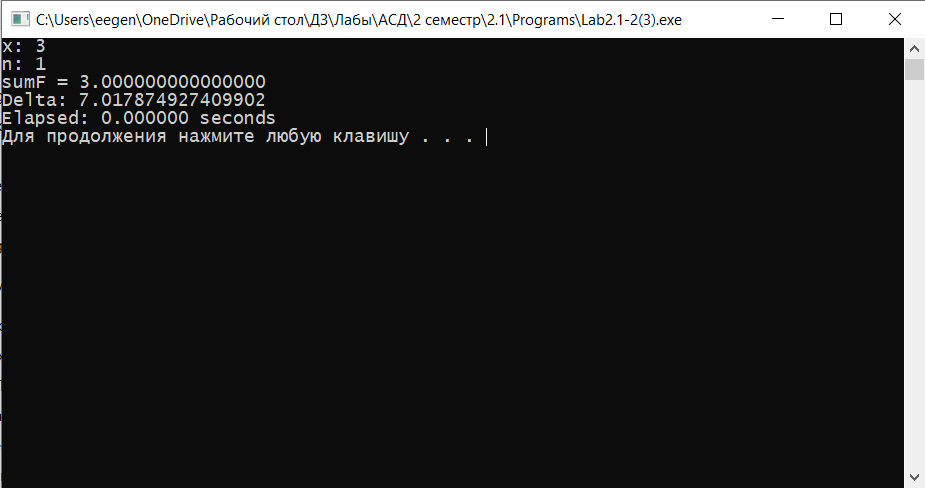 C:\Users\eegen\OneDrive\Рабочий стол\ДЗ\Лабы\АСД\2 семестр\2.1\Programs\Lab2.1-2(3).exe
x: 3
n: 1
sumF = 3.000000000000000
Delta: 7.017874927409902
Elapsed: 0.000000 seconds
Для продолжения нажмите любую клавишу . . .